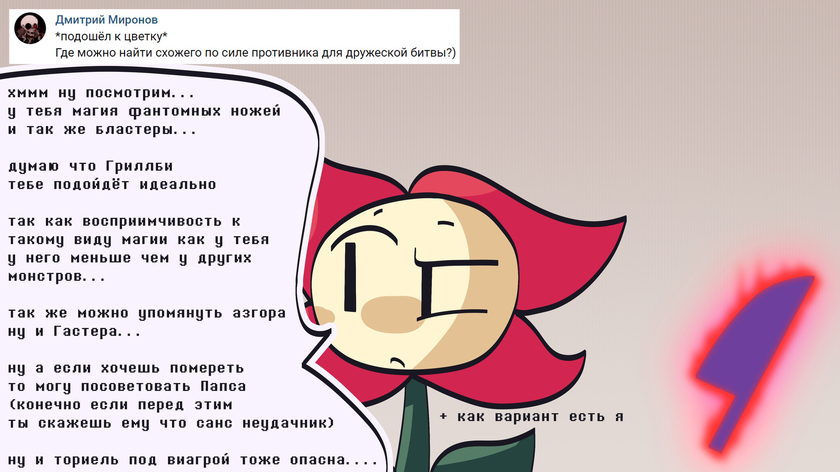 Дмитрий Миронов
*подошёл к цветку*
Где можно найти схожего по силе противника для дружеской битвы?)
хммм ну посмотрим...
у тебя магия фантомных ножей
и так же бластеры...
думаю что Гриллби
тебе подойдёт идеально
так как восприимчивость к
такому виду магии как у тебя
у него меньше чем у других
монстров...
так же можно упомянуть азгора
ну и Гастера...
ну а если хочешь помереть
то могу посоветовать Папса
(конечно если перед этим
ты скажешь ему что санс неудачник)
ну и ториель под виагрой тоже опасна....
+ как вариант есть я